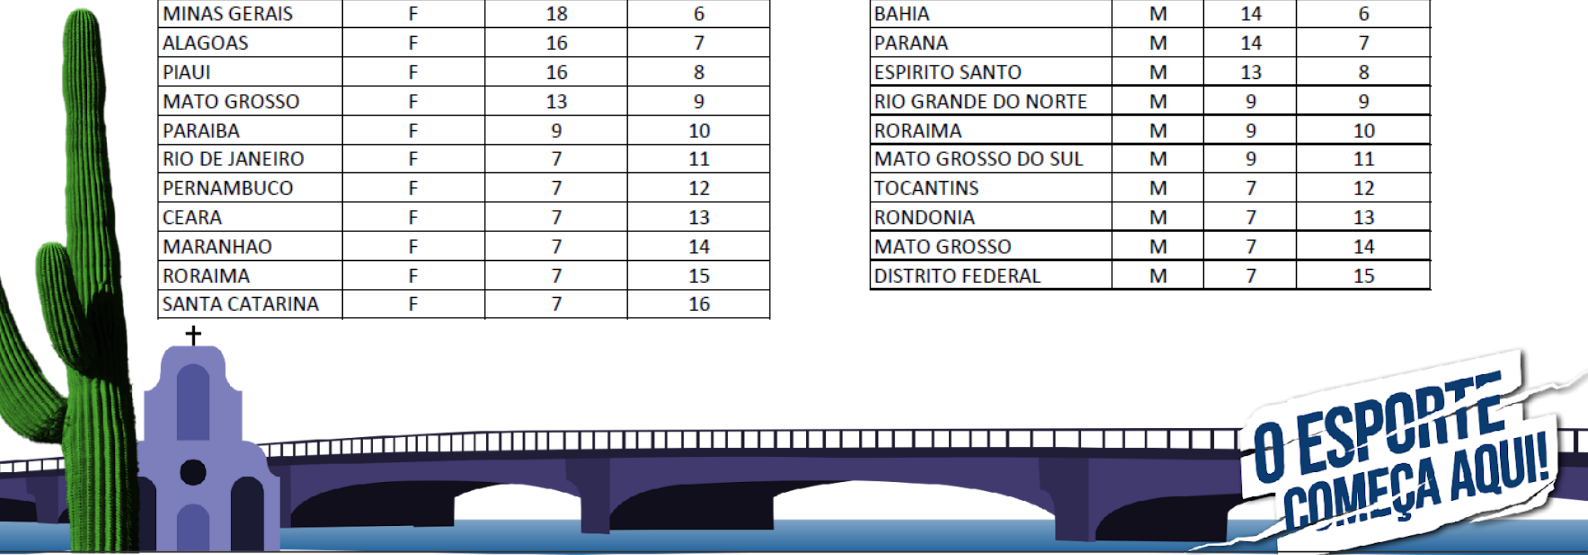 MINAS GERAIS F 18 6
ALAGOAS F 16 7
PIAUI F 16 8
MATO GROSSO F 13 9
PARAIBA F 9 10
RIO DE JANEIRO F 7 11
PERNAMBUCO F 7 12
CEARA F 7 13
MARANHAO F 7 14
RORAIMA F 7 15
SANTA CATARINA F 7 16
BAHIA M 14 6
PARANA M 14 7
ESPIRITO SANTO M 13 8
RIO GRANDE DO NORTE M 9 9
RORAIMA M 9 10
MATO GROSSO DO SUL M 9 11
TOCANTINS M 7 12
RONDONIA M 7 13
MATO GROSSO M 7 14
DISTRITO FEDERAL M 7 15
O ESPORTE
COMEÇA AQUI!